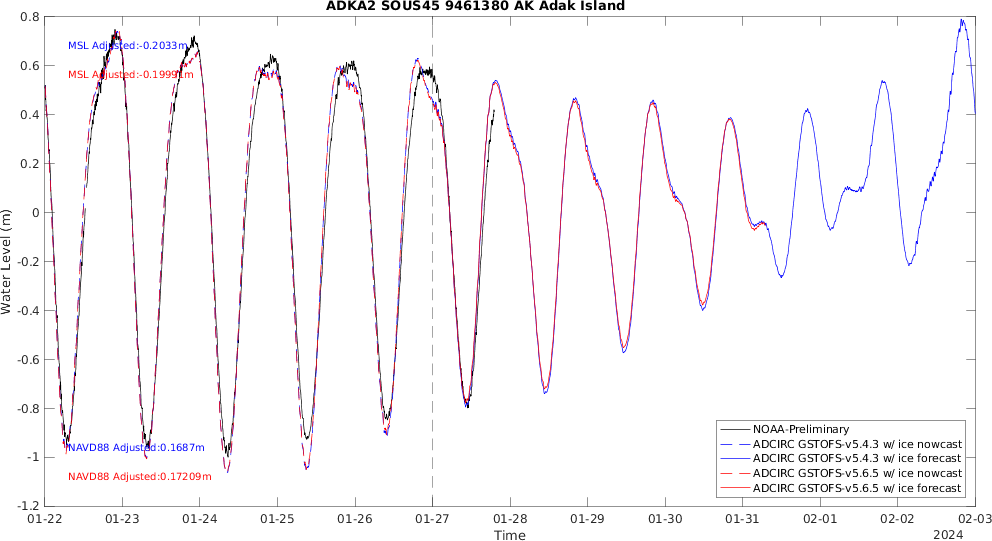 ADKA2 SOUS45 9461380 AK Adak Island
MSL Adjusted:-0.2033m
MSL Adjusted:-0.19991m
NAVD88 Adjusted:0.1687m
NAVD88 Adjusted:0.17209m
Water Level (m)
0.8
0.6
0.4
0.2
0
-0.2
-0.4
-0.6
-0.8
-1
-1.2
NOAA-Preliminary
ADCIRC GSTOFS-v5.4.3 w/ ice nowcast
ADCIRC GSTOFS-v5.4.3 w/ ice forecast
ADCIRC GSTOFS-v5.6.5 w/ ice nowcast
ADCIRC GSTOFS-v5.6.5 w/ ice forecast
01-22 01-23 01-24 01-25 01-26 01-27 01-28 01-29 01-30 01-31 02-01 02-02 02-03
Time
2024